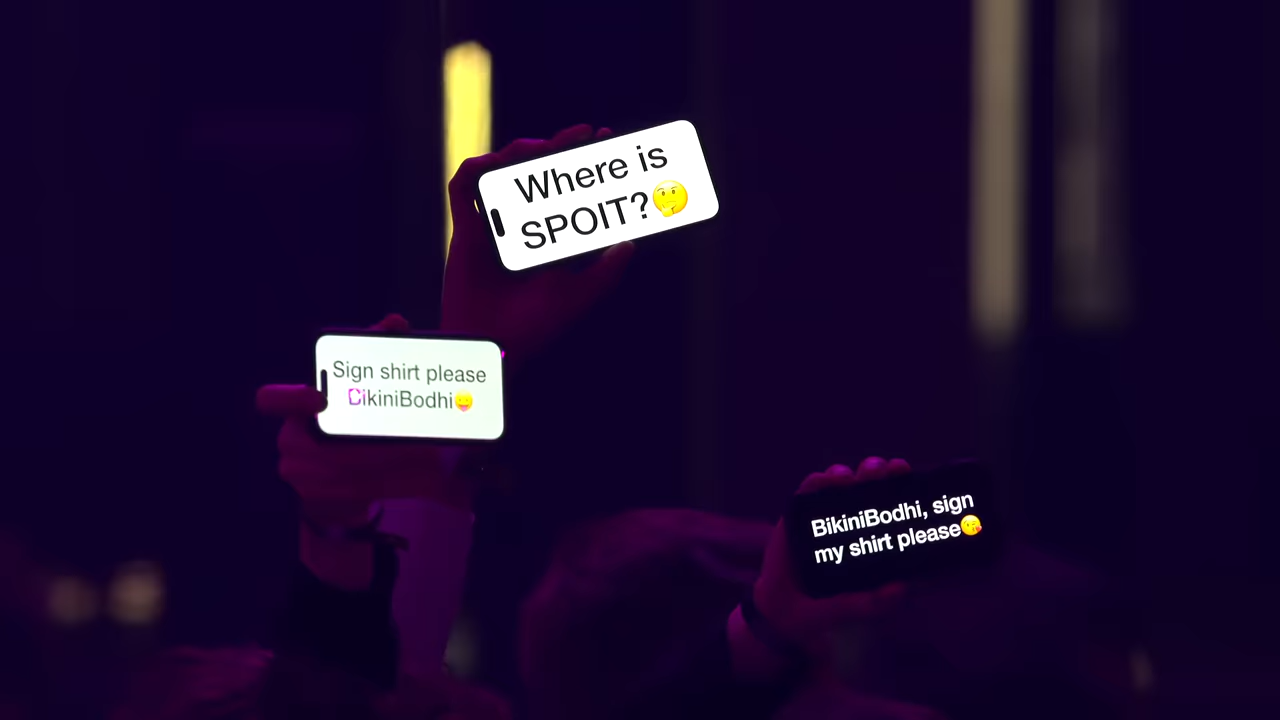 Where is
SPOIT?🤔
Sign shirt please
BikiniBodhi😛
BikiniBodhi, sign
my shirt please😘